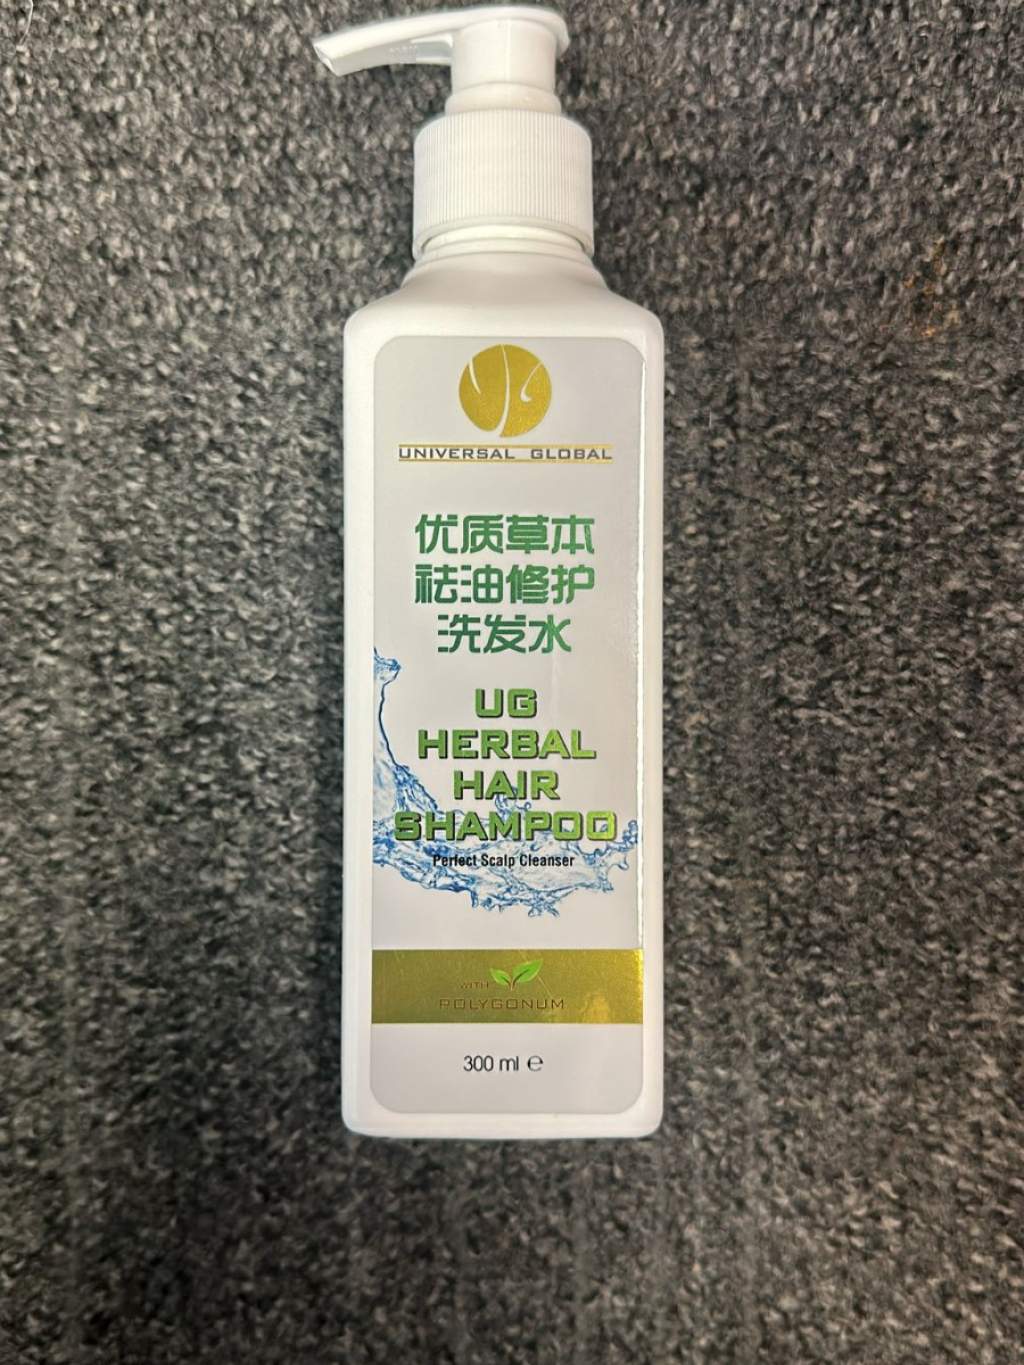 UNIVERSAL GLOBAL
优质草本
祛油修护
洗发水
UG
HERBAL
HAIR
SHAMPOO
Perfect Scalp Cleanser
WITH
POLYGONUM
300 ml ℮